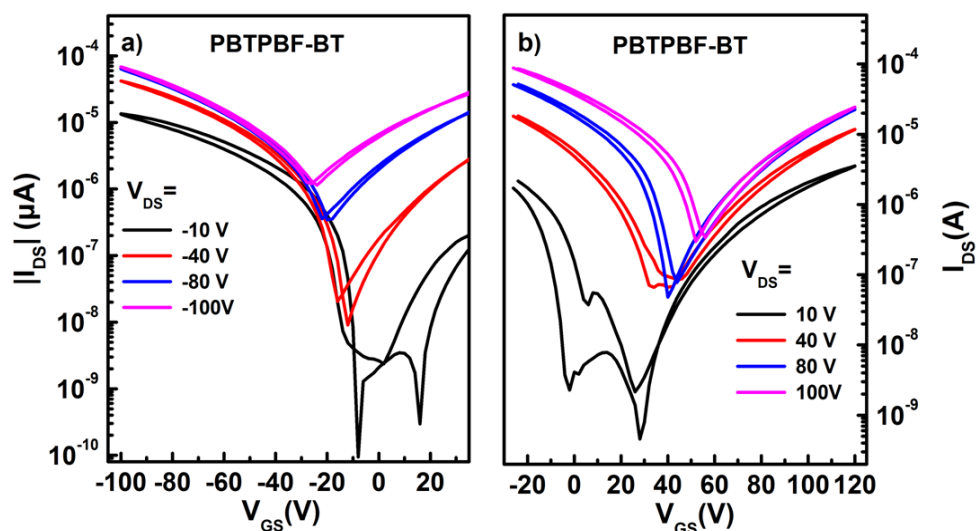 a) PBTPBF-BT
|I_DS| (µA)
10^-4
10^-5
10^-6
10^-7
10^-8
10^-9
10^-10
V_DS=
-10 V
-40 V
-80 V
-100V
-100 -80 -60 -40 -20 0 20
V_GS(V)
b) PBTPBF-BT
I_DS(A)
10^-4
10^-5
10^-6
10^-7
10^-8
10^-9
V_DS=
10 V
40 V
80 V
100V
-20 0 20 40 60 80 100 120
V_GS(V)